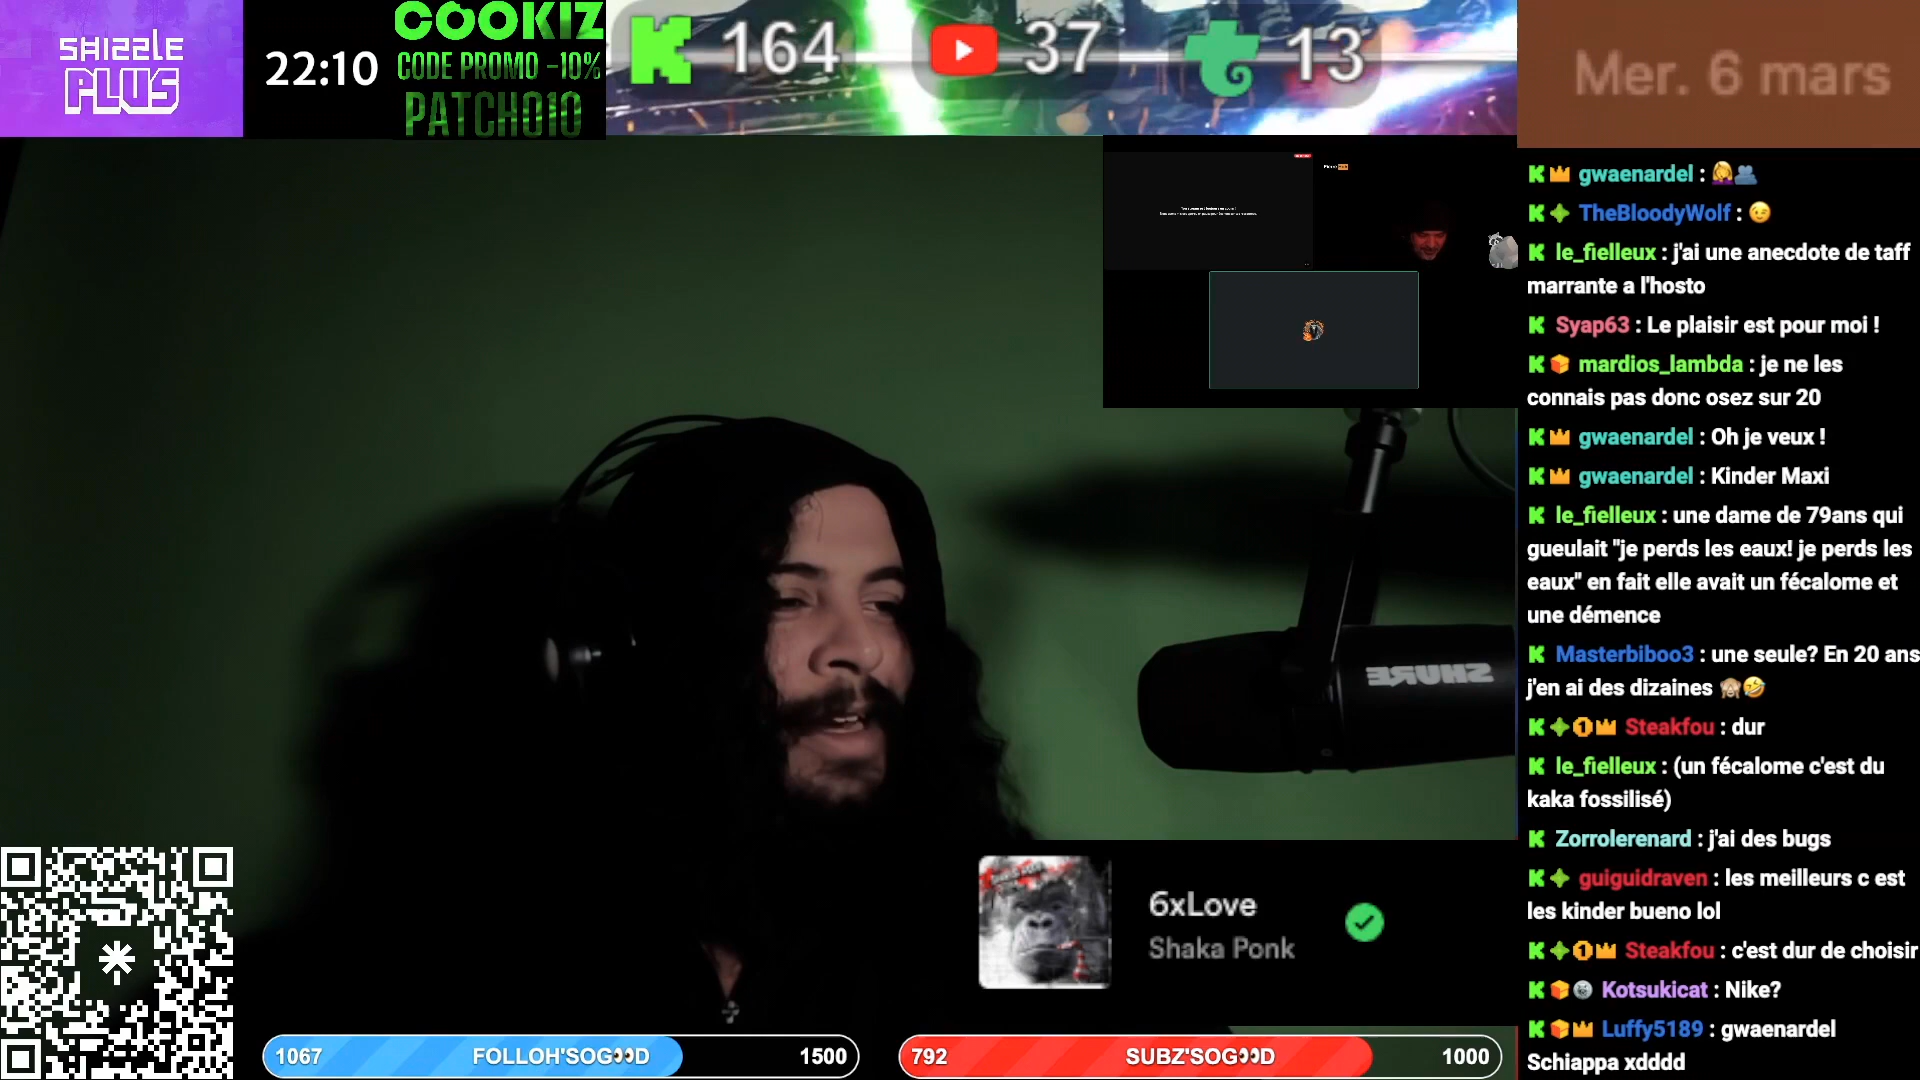 SHIZZLE
PLUS
22:10
COOKIZ
CODE PROMO -10%
PATCHO10
164
37
13
Mer. 6 mars
gwaenardel :
TheBloodyWolf : 😉
le_fielleux : j'ai une anecdote de taff
marrante a l'hosto
Syap63 : Le plaisir est pour moi !
mardios_lambda : je ne les
connais pas donc osez sur 20
gwaenardel : Oh je veux !
gwaenardel : Kinder Maxi
le_fielleux : une dame de 79ans qui
gueulait "je perds les eaux! je perds les
eaux" en fait elle avait un fécalome et
une démence
Masterbiboo3 : une seule? En 20 ans
j'en ai des dizaines 🙈🤣
Steakfou : dur
le_fielleux : (un fécalome c'est du
kaka fossilisé)
Zorrolerenard : j'ai des bugs
guiguidraven : les meilleurs c est
les kinder bueno lol
Steakfou : c'est dur de choisir
Kotsukicat : Nike?
Luffy5189 : gwaenardel
Schiappa xdddd
SHURE
6xLove
Shaka Ponk
1067 FOLLOH'SOG👀D 1500
792 SUBZ'SOG👀D 1000